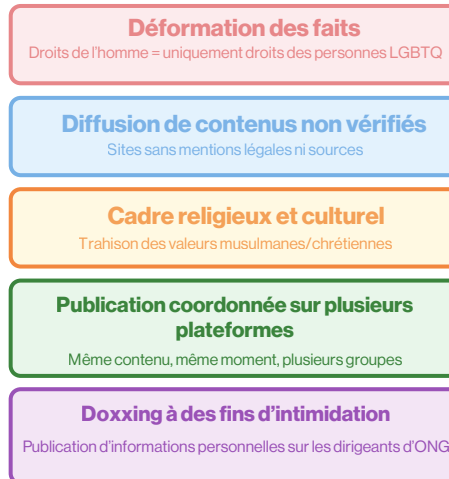 Déformation des faits
Droits de l'homme = uniquement droits des personnes LGBTQ
Diffusion de contenus non vérifiés
Sites sans mentions légales ni sources
Cadre religieux et culturel
Trahison des valeurs musulmanes/chrétiennes
Publication coordonnée sur plusieurs
plateformes
Même contenu, même moment, plusieurs groupes
Doxxing à des fins d'intimidation
Publication d'informations personnelles sur les dirigeants d'ONG